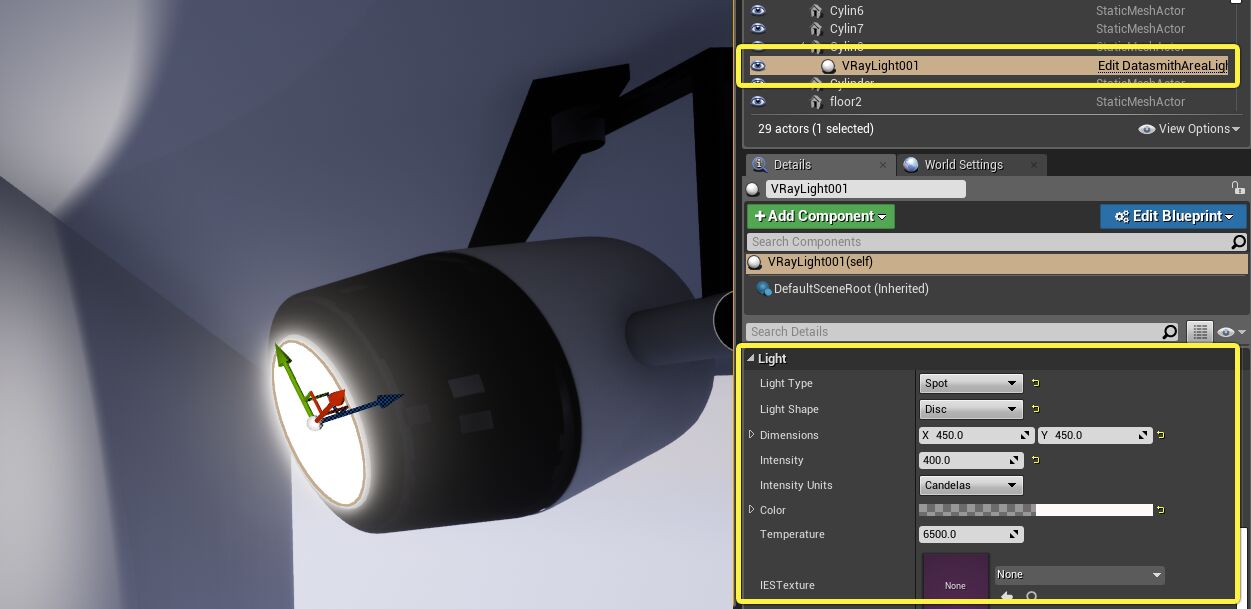 Cylin6 StaticMeshActor
Cylin7 StaticMeshActor
VRayLight001 Edit DatasmithAreaLigh
Cylinder StaticMeshActor
floor2 StaticMeshActor
29 actors (1 selected) View Options
Details World Settings
VRayLight001
Add Component Edit Blueprint
Search Components
VRayLight001(self)
DefaultSceneRoot (Inherited)
Search Details
Light
Light Type Spot
Light Shape Disc
Dimensions X 450.0 Y 450.0
Intensity 400.0
Intensity Units Candelas
Color
Temperature 6500.0
None
IESTexture None